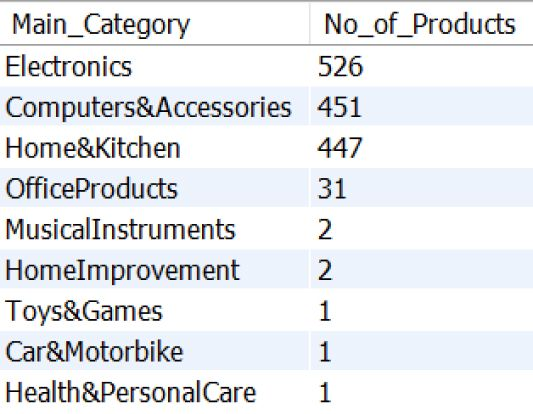 Main_Category No_of_Products
Electronics 526
Computers&Accessories 451
Home&Kitchen 447
OfficeProducts 31
MusicalInstruments 2
HomeImprovement 2
Toys&Games 1
Car&Motorbike 1
Health&PersonalCare 1